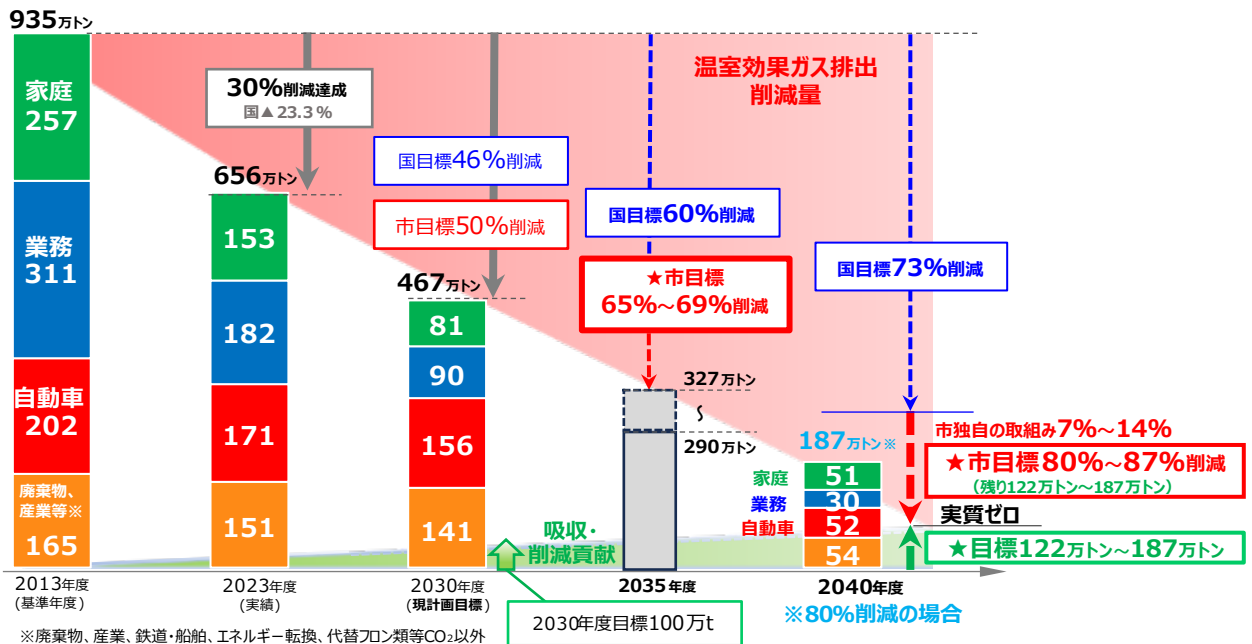 935万トン
家庭
257
業務
311
自動車
202
廃棄物、
産業等※
165
2013年度
(基準年度)
30%削減達成
国▲23.3%
656万トン
153
182
171
151
2023年度
(実績)
国目標46%削減
市目標50%削減
467万トン
81
90
156
141
2030年度
(現計画目標)
吸収・
削減貢献
2030年度目標100万t
温室効果ガス排出
削減量
国目標60%削減
★市目標
65%~69%削減
327万トン
~
290万トン
2035年度
国目標73%削減
市独自の取組み7%~14%
★市目標80%~87%削減
(残り122万トン~187万トン)
実質ゼロ
★目標122万トン~187万トン
187万トン※
家庭
51
業務
30
自動車
52
54
2040年度
※80%削減の場合
※廃棄物、産業、鉄道・船舶、エネルギー転換、代替フロン類等CO₂以外